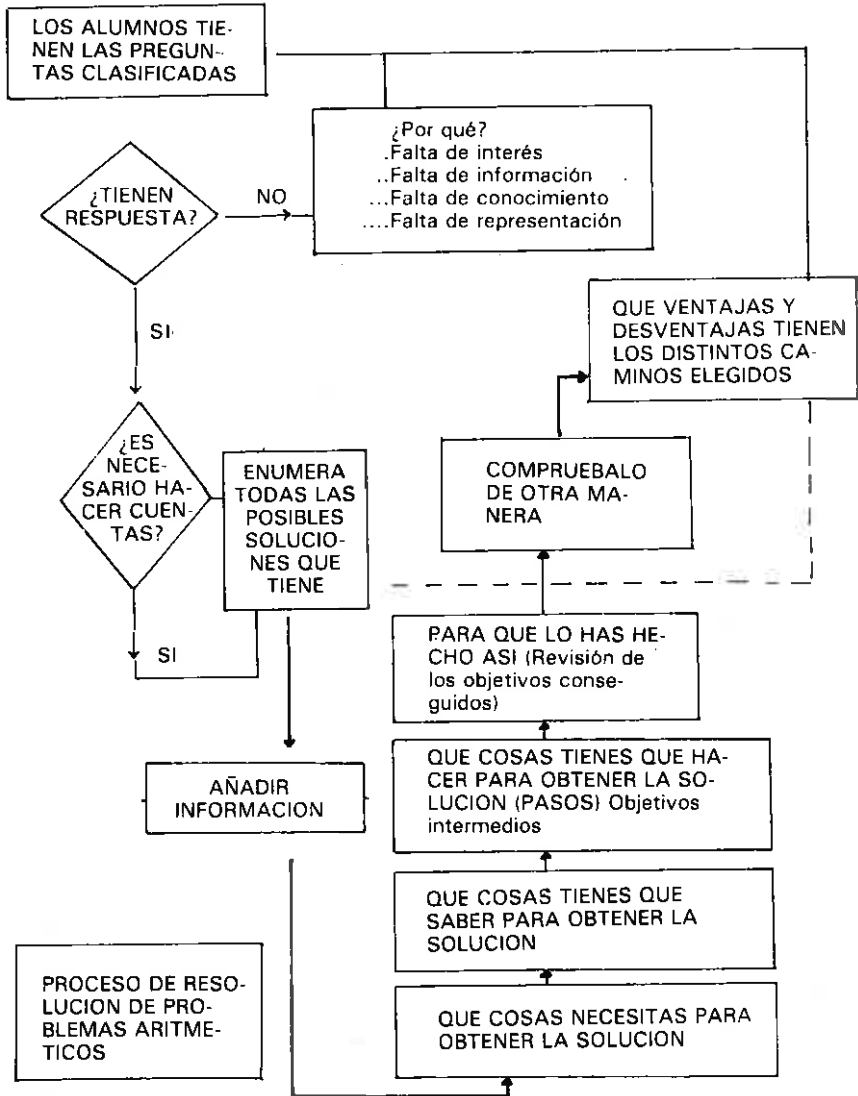 LOS ALUMNOS TIE-
NEN LAS PREGUN-
TAS CLASIFICADAS
¿Por qué?
.Falta de interés
..Falta de información
...Falta de conocimiento
....Falta de representación
¿TIENEN
RESPUESTA?
NO
SI
QUE VENTAJAS Y
DESVENTAJAS TIENEN
LOS DISTINTOS CA-
MINOS ELEGIDOS
¿ES
NECE-
SARIO HA-
CER CUEN-
TAS?
ENUMERA
TODAS LAS
POSIBLES
SOLUCIO-
NES QUE
TIENE
COMPRUEBALO
DE OTRA MA-
NERA
SI
PARA QUE LO HAS HE-
CHO ASI (Revisión de
los objetivos conse-
guidos)
AÑADIR
INFORMACION
QUE COSAS TIENES QUE HA-
CER PARA OBTENER LA SO-
LUCION (PASOS) Objetivos
intermedios
QUE COSAS TIENES QUE
SABER PARA OBTENER LA
SOLUCION
PROCESO DE RESO-
LUCION DE PRO-
BLEMAS ARITME-
TICOS
QUE COSAS NECESITAS PARA
OBTENER LA SOLUCION